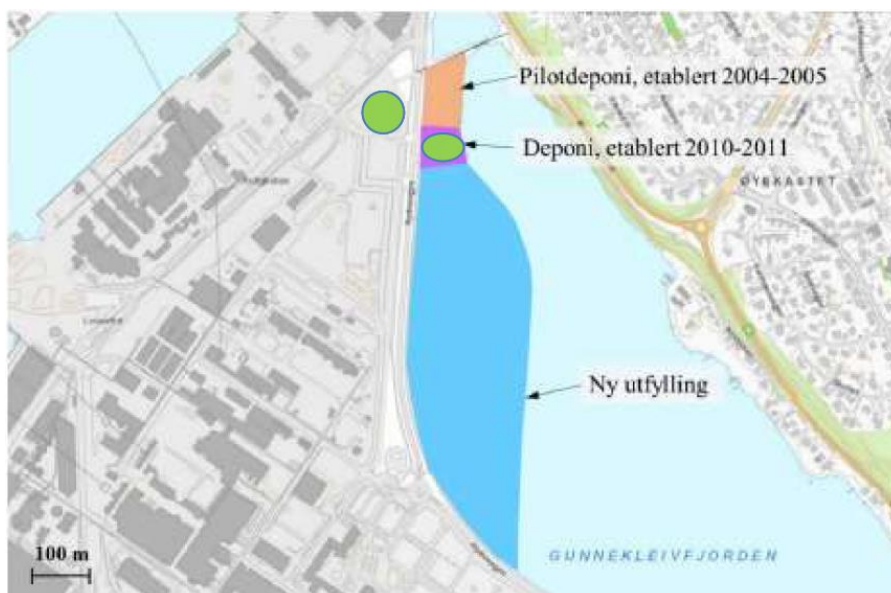 Pilotdeponi, etablert 2004-2005
Deponi, etablert 2010-2011
ØYEKASTET
Ny utfylling
100 m
GUNNEKLEIVFJORDEN